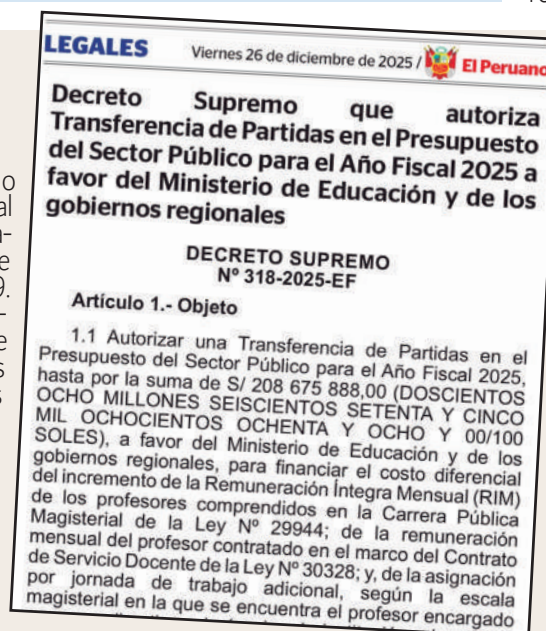 LEGALES Viernes 26 de diciembre de 2025 / El Peruano
Decreto Supremo que autoriza
Transferencia de Partidas en el Presupuesto
del Sector Público para el Año Fiscal 2025 a
favor del Ministerio de Educación y de los
gobiernos regionales
DECRETO SUPREMO
Nº 318-2025-EF
Artículo 1.- Objeto
1.1 Autorizar una Transferencia de Partidas en el
Presupuesto del Sector Público para el Año Fiscal 2025,
hasta por la suma de S/ 208 675 888,00 (DOSCIENTOS
OCHO MILLONES SEISCIENTOS SETENTA Y CINCO
MIL OCHOCIENTOS OCHENTA Y OCHO Y 00/100
SOLES), a favor del Ministerio de Educación y de los
gobiernos regionales, para financiar el costo diferencial
del incremento de la Remuneración Íntegra Mensual (RIM)
de los profesores comprendidos en la Carrera Pública
Magisterial de la Ley Nº 29944; de la remuneración
mensual del profesor contratado en el marco del Contrato
de Servicio Docente de la Ley Nº 30328; y, de la asignación
por jornada de trabajo adicional, según la escala
magisterial en la que se encuentra el profesor encargado